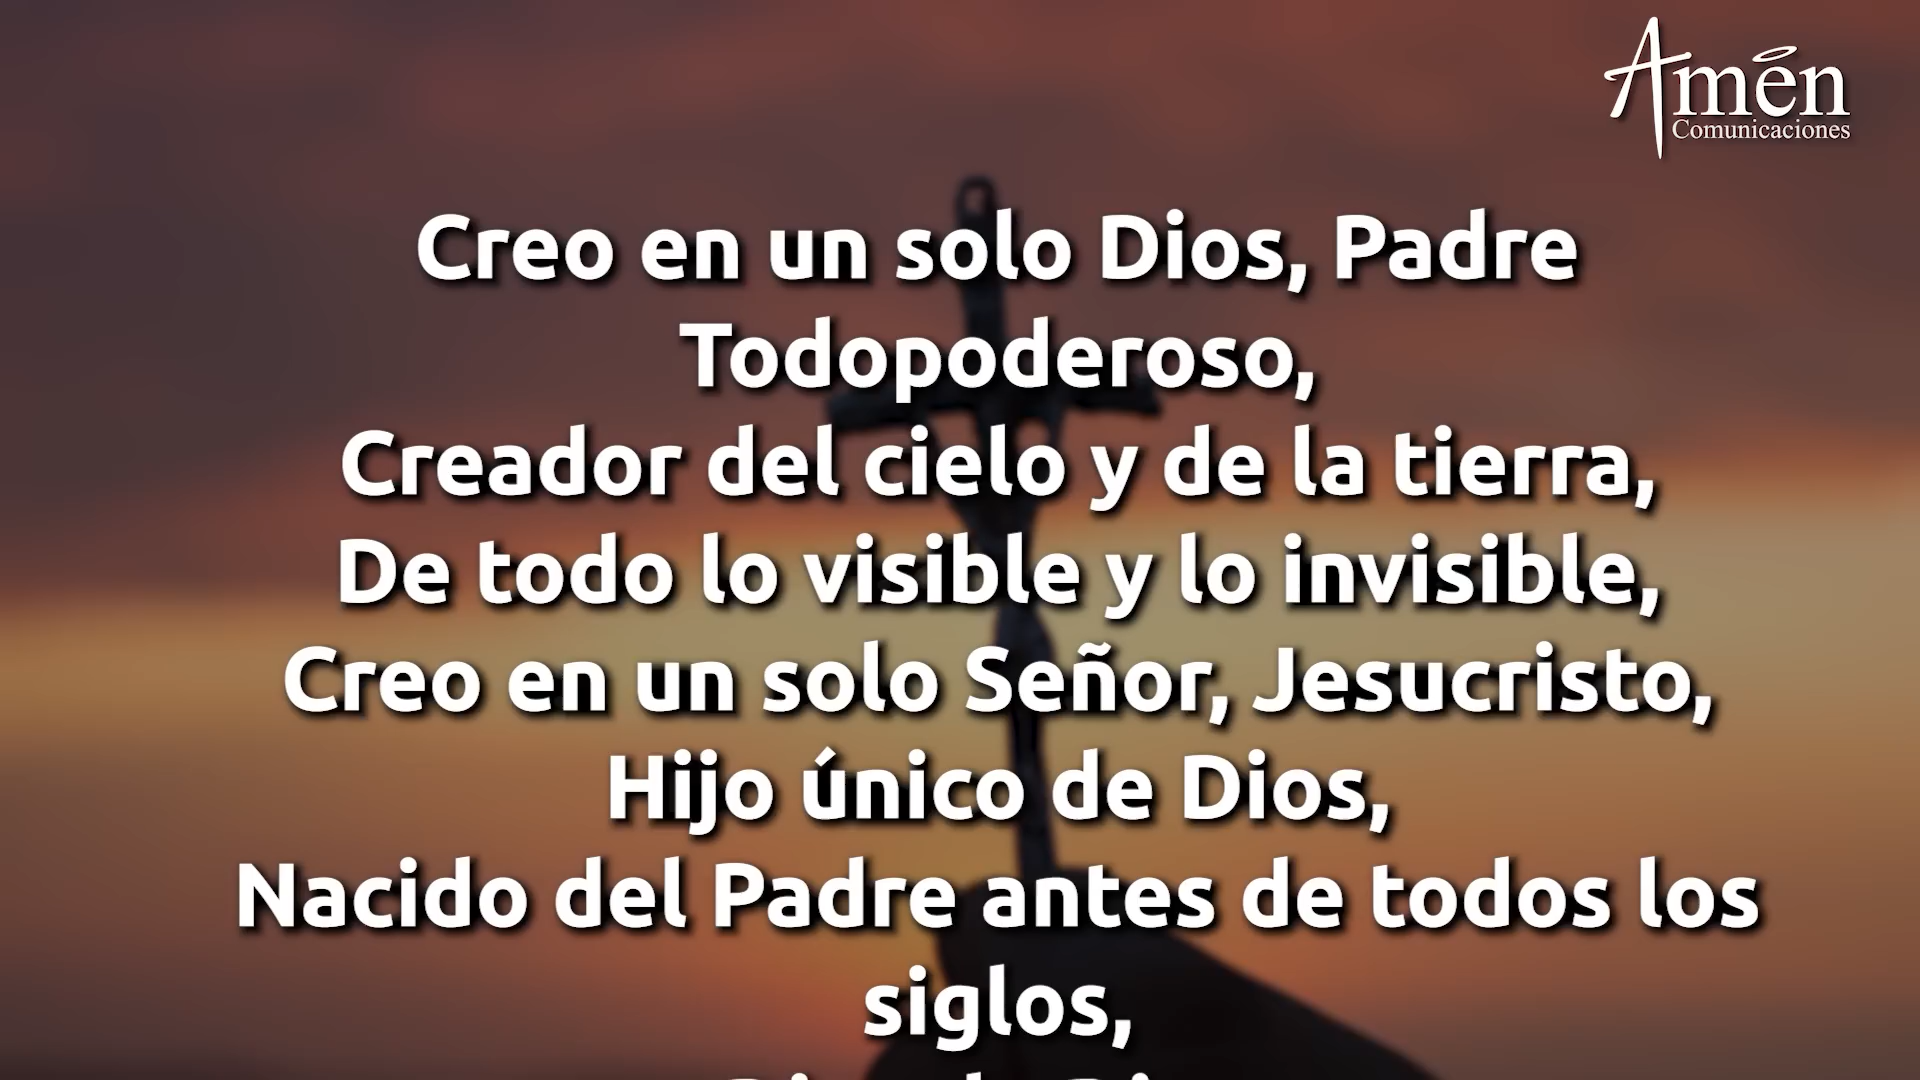 Amén
Comunicaciones
Creo en un solo Dios, Padre
Todopoderoso,
Creador del cielo y de la tierra,
De todo lo visible y lo invisible,
Creo en un solo Señor, Jesucristo,
Hijo único de Dios,
Nacido del Padre antes de todos los
siglos,